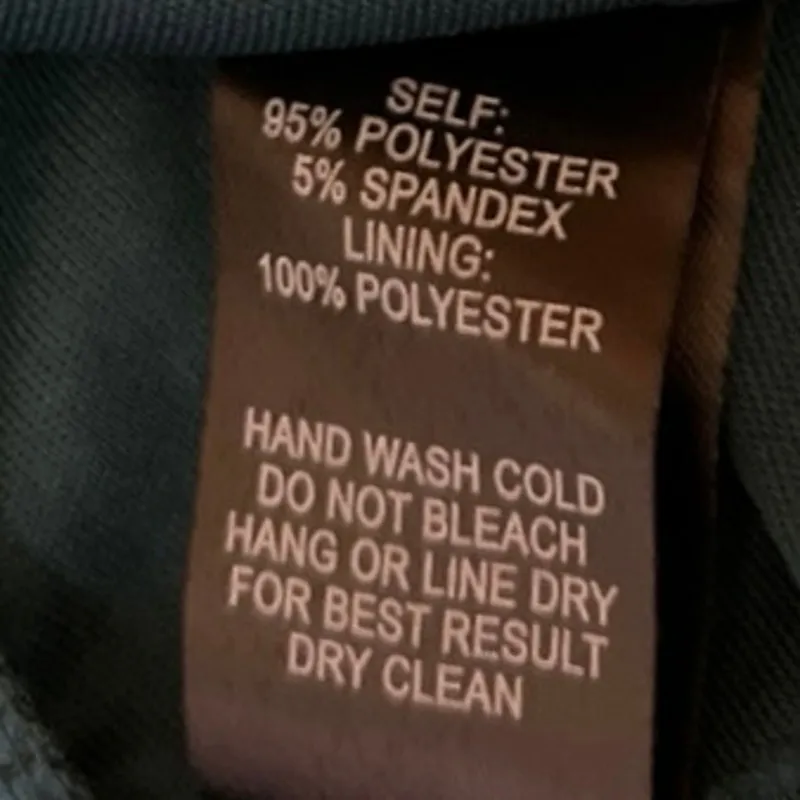 SELF:
95% POLYESTER
5% SPANDEX
LINING:
100% POLYESTER
HAND WASH COLD
DO NOT BLEACH
HANG OR LINE DRY
FOR BEST RESULT
DRY CLEAN